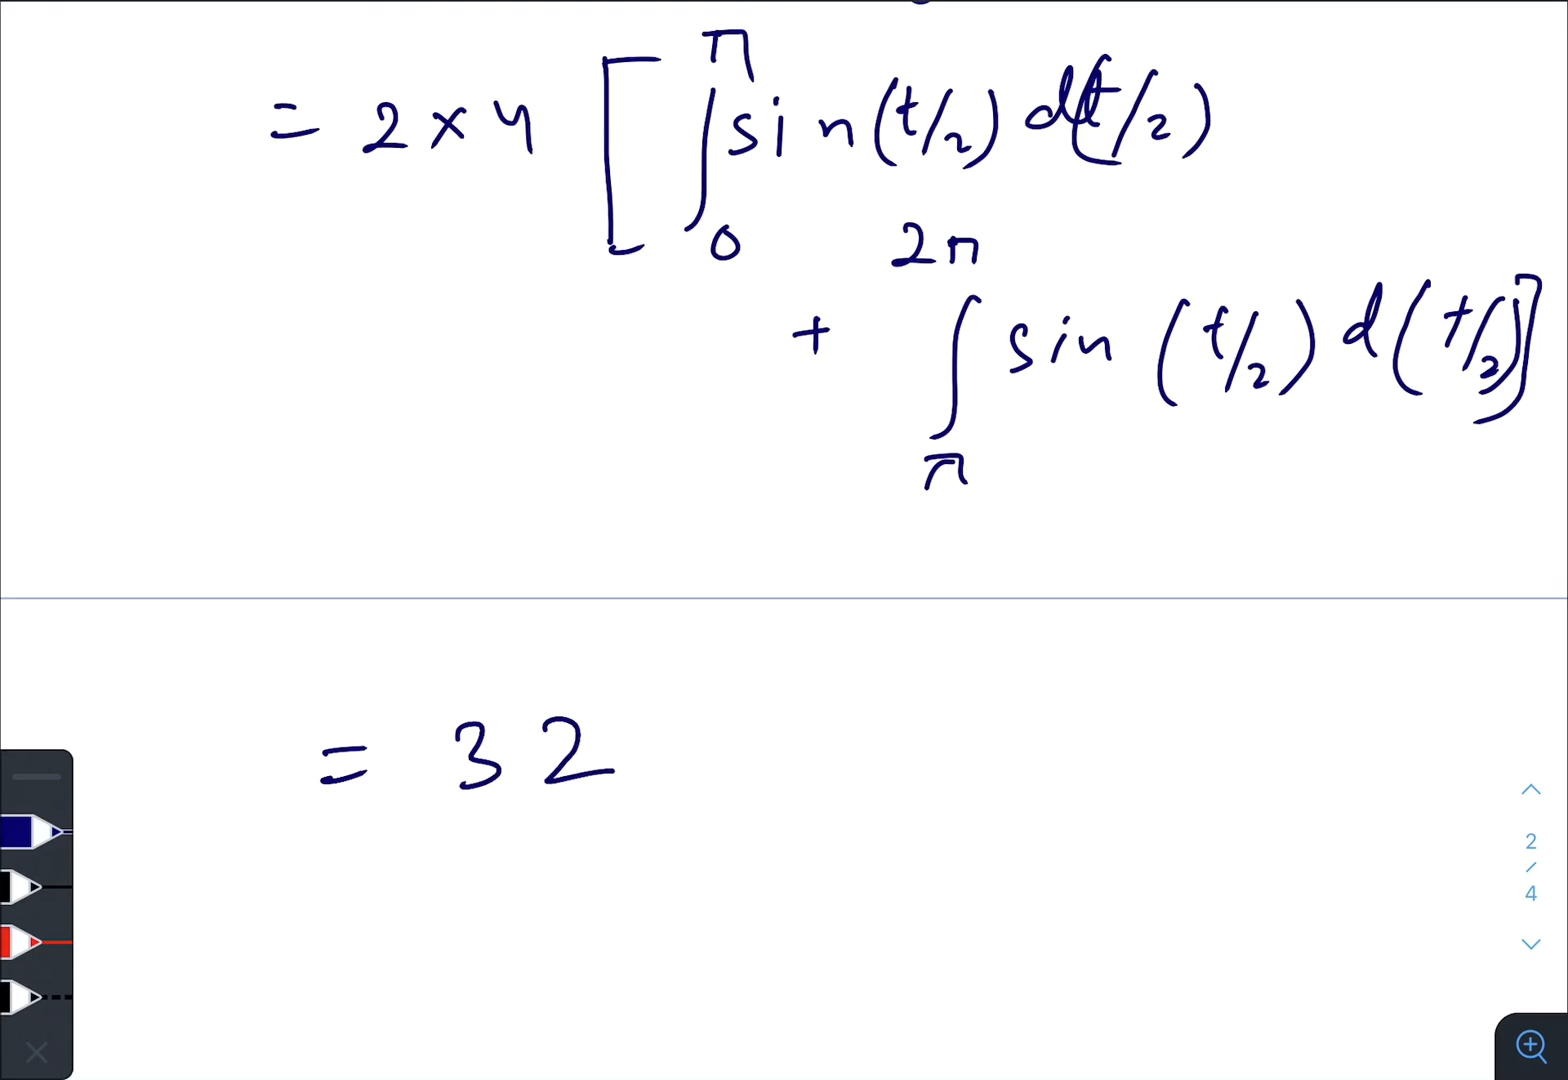 = 2 × 4 [ ∫₀^π sin(t/2) d(t/2)
+ ∫_π^2π sin (t/2) d(t/2) ]
= 32
2
/
4